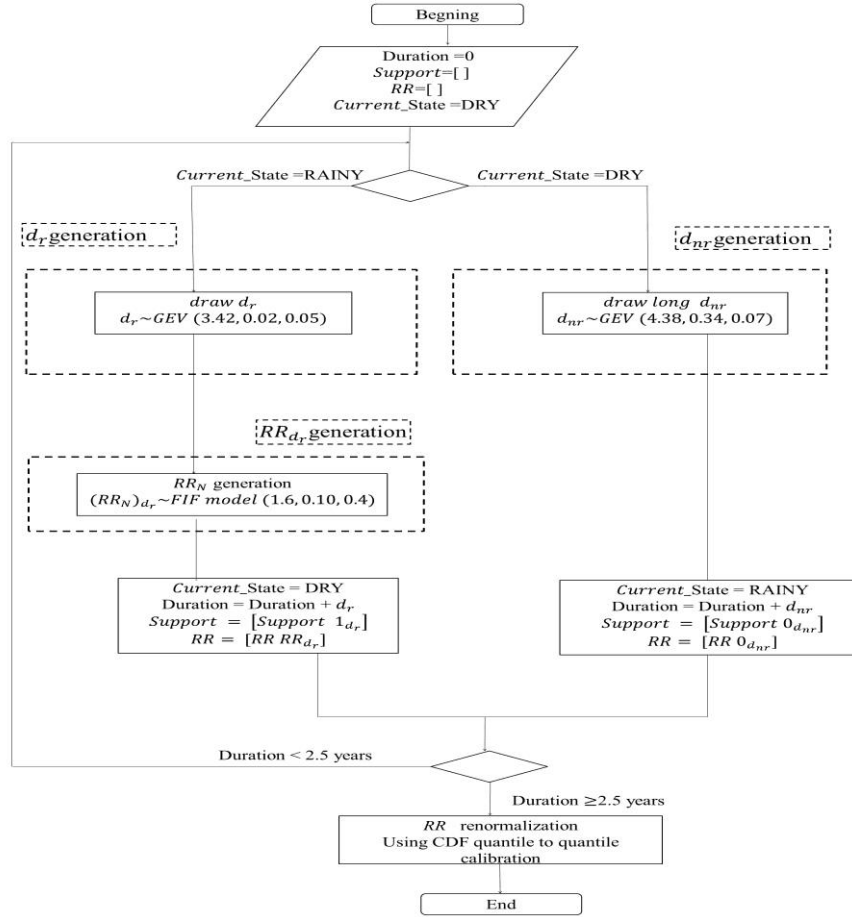 Begning
Duration =0
Support=[ ]
RR=[ ]
Current_State =DRY
Current_State =RAINY
Current_State =DRY
d_r generation
d_nr generation
draw d_r
d_r~GEV (3.42, 0.02, 0.05)
draw long d_nr
d_nr~GEV (4.38, 0.34, 0.07)
RR_d_r generation
RR_N generation
(RR_N)_d_r~FIF model (1.6, 0.10, 0.4)
Current_State = DRY
Duration = Duration + d_r
Support = [Support 1_d_r]
RR = [RR RR_d_r]
Current_State = RAINY
Duration = Duration + d_nr
Support = [Support 0_d_nr]
RR = [RR 0_d_nr]
Duration < 2.5 years
Duration ≥2.5 years
RR renormalization
Using CDF quantile to quantile
calibration
End